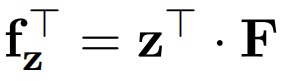 f_z^⊤ = z^⊤ · F